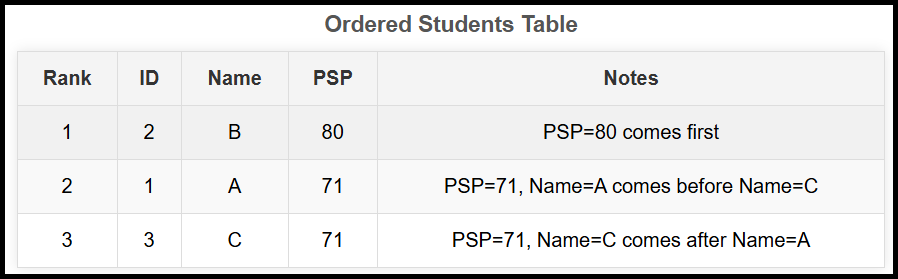 Ordered Students Table
Rank ID Name PSP Notes
1 2 B 80 PSP=80 comes first
2 1 A 71 PSP=71, Name=A comes before Name=C
3 3 C 71 PSP=71, Name=C comes after Name=A